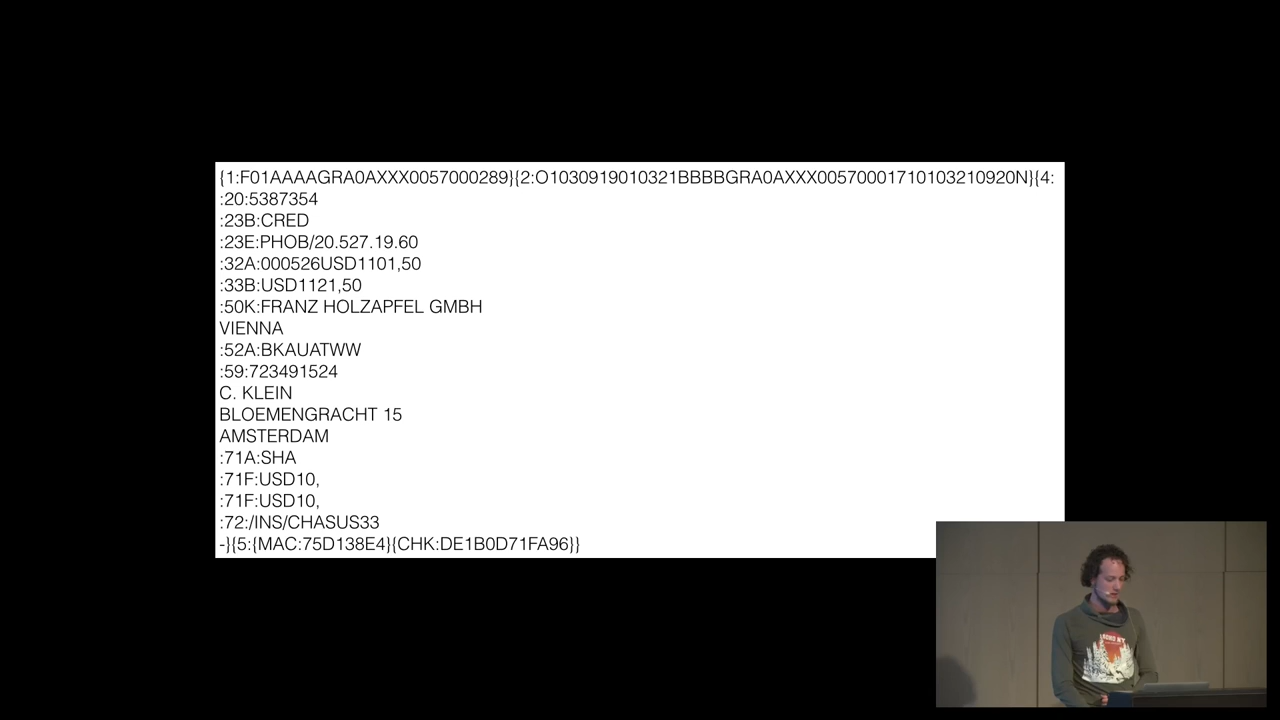 {1:F01AAAAGRA0AXXX0057000289}{2:O1030919010321BBBBGRA0AXXX00570001710103210920N}{4:
:20:5387354
:23B:CRED
:23E:PHOB/20.527.19.60
:32A:000526USD1101,50
:33B:USD1121,50
:50K:FRANZ HOLZAPFEL GMBH
VIENNA
:52A:BKAUATWW
:59:723491524
C. KLEIN
BLOEMENGRACHT 15
AMSTERDAM
:71A:SHA
:71F:USD10,
:71F:USD10,
:72:/INS/CHASUS33
-}{5:{MAC:75D138E4}{CHK:DE1B0D71FA96}}